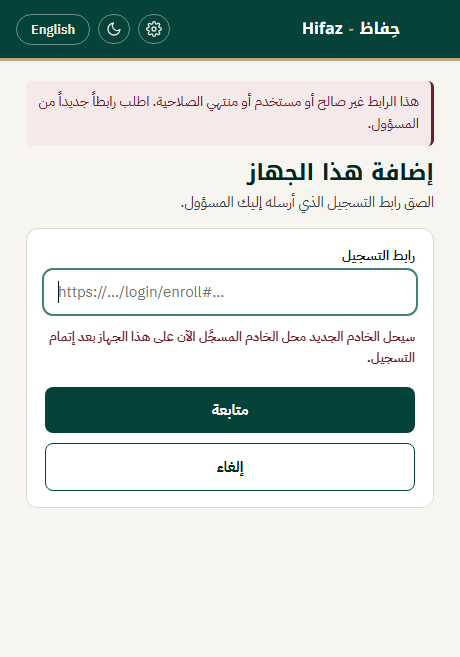 حِفاظ - Hifaz
English
هذا الرابط غير صالح أو مستخدم أو منتهي الصلاحية. اطلب رابطاً جديداً من
المسؤول.
إضافة هذا الجهاز
الصق رابط التسجيل الذي أرسله إليك المسؤول.
رابط التسجيل
https://.../login/enroll#...
سيحل الخادم الجديد محل الخادم المسجَّل الآن على هذا الجهاز بعد إتمام
التسجيل.
متابعة
إلغاء